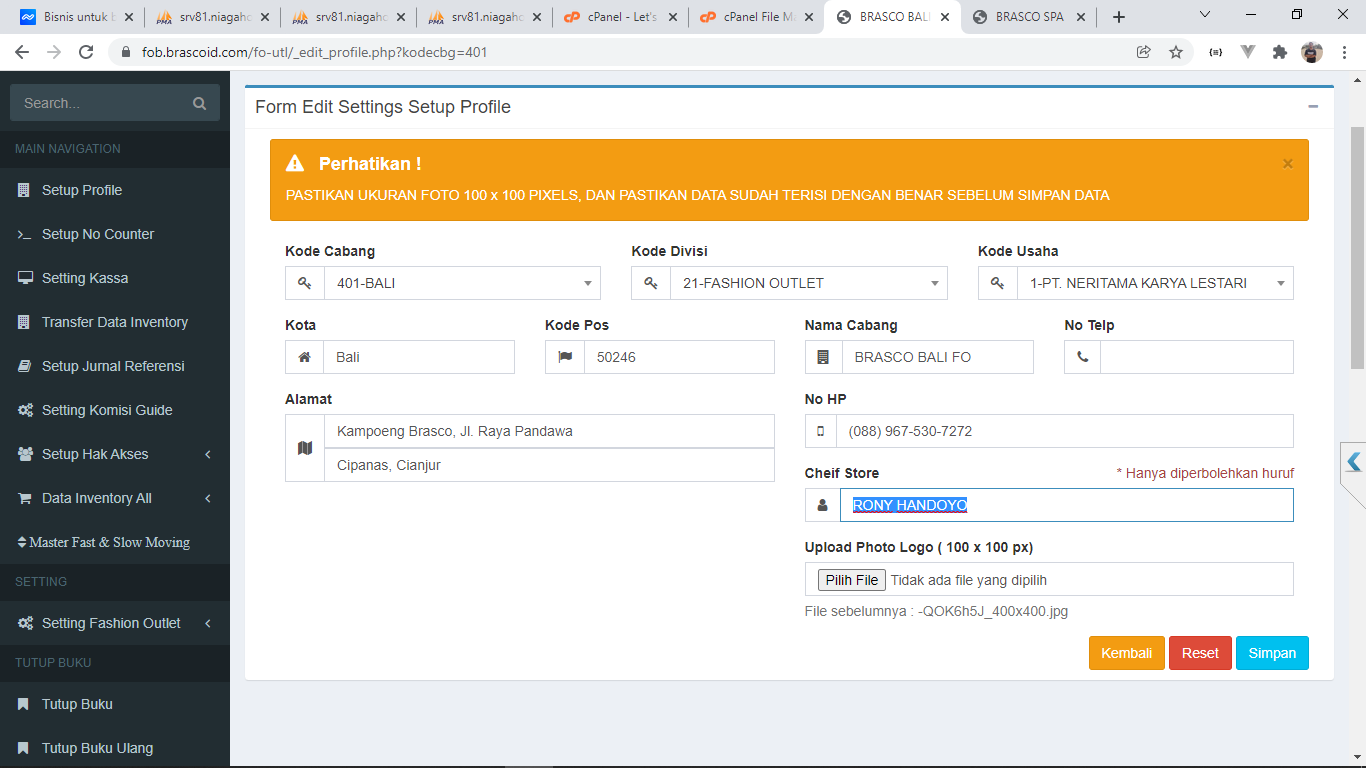 Bisnis untuk b
srv81.niagaho
srv81.niagaho
srv81.niagaho
cPanel - Let's
cPanel File Ma
BRASCO BALI
BRASCO SPA
fob.brascoid.com/fo-utl/_edit_profile.php?kodecbg=401
Search...
MAIN NAVIGATION
Setup Profile
Setup No Counter
Setting Kassa
Transfer Data Inventory
Setup Jurnal Referensi
Setting Komisi Guide
Setup Hak Akses
Data Inventory All
Master Fast & Slow Moving
SETTING
Setting Fashion Outlet
TUTUP BUKU
Tutup Buku
Tutup Buku Ulang
Form Edit Settings Setup Profile
Perhatikan !
×
PASTIKAN UKURAN FOTO 100 x 100 PIXELS, DAN PASTIKAN DATA SUDAH TERISI DENGAN BENAR SEBELUM SIMPAN DATA
Kode Cabang
401-BALI
Kode Divisi
21-FASHION OUTLET
Kode Usaha
1-PT. NERITAMA KARYA LESTARI
Kota
Bali
Kode Pos
50246
Nama Cabang
BRASCO BALI FO
No Telp
Alamat
Kampoeng Brasco, Jl. Raya Pandawa
Cipanas, Cianjur
No HP
(088) 967-530-7272
Cheif Store
* Hanya diperbolehkan huruf
RONY HANDOYO
Upload Photo Logo ( 100 x 100 px)
Pilih File Tidak ada file yang dipilih
File sebelumnya : -QOK6h5J_400x400.jpg
Kembali
Reset
Simpan